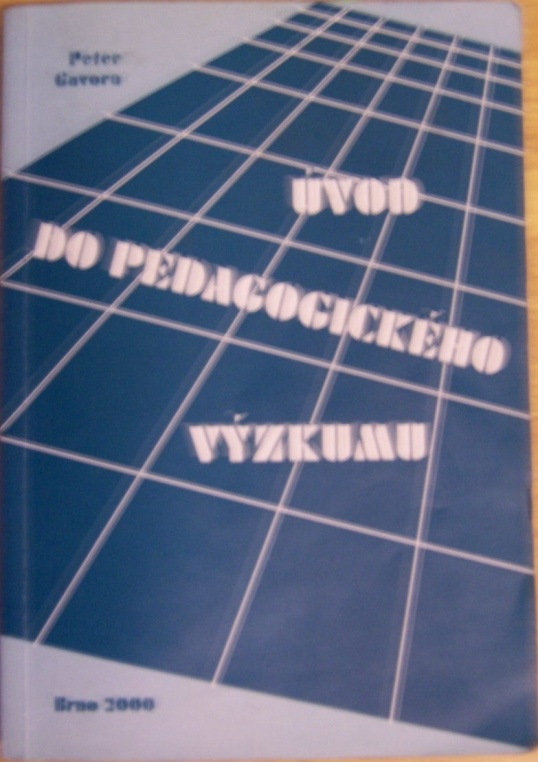 Peter
Gavora
ÚVOD
DO PEDAGOGICKÉHO
VÝZKUMU
Brno 2000